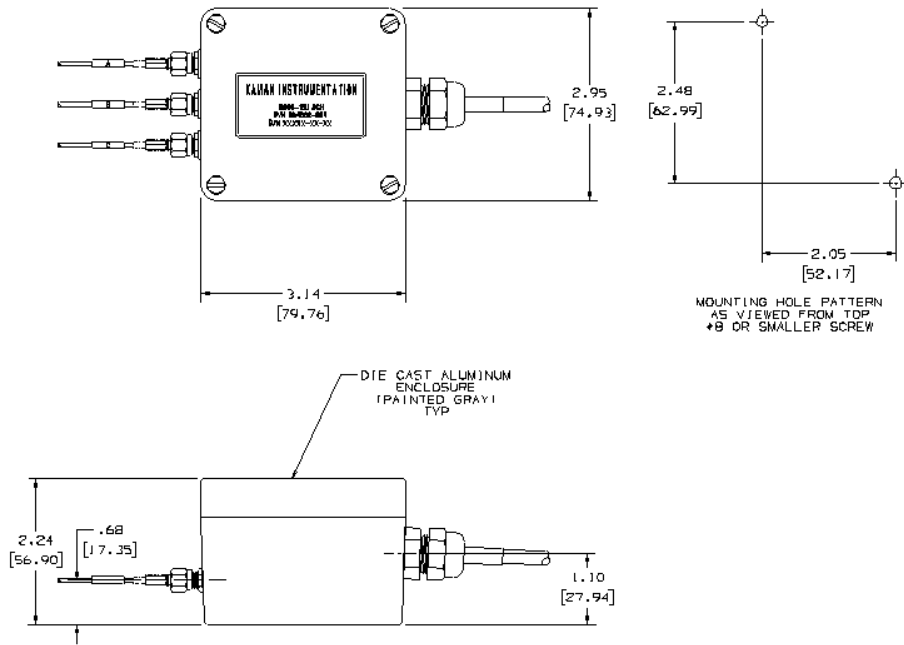 A
KAMAN INSTRUMENTATION
2.95
[74.93]
3.14
[79.76]
2.48
[62.99]
2.05
[52.17]
MOUNTING HOLE PATTERN
AS VIEWED FROM TOP
#8 OR SMALLER SCREW
DIE CAST ALUMINUM
ENCLOSURE
(PAINTED GRAY)
TYP
2.24
[56.90]
.68
[17.35]
1.10
[27.94]